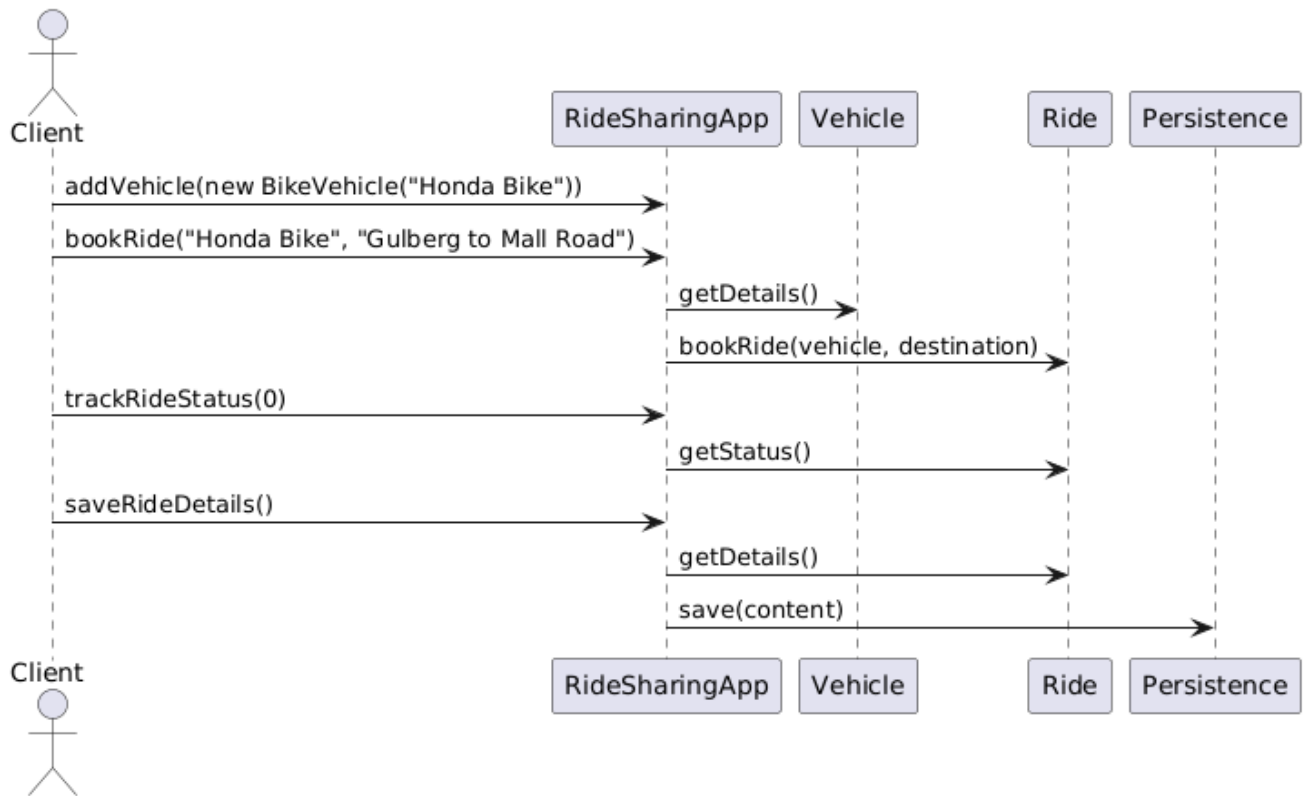 Client
RideSharingApp
Vehicle
Ride
Persistence
addVehicle(new BikeVehicle("Honda Bike"))
bookRide("Honda Bike", "Gulberg to Mall Road")
getDetails()
bookRide(vehicle, destination)
trackRideStatus(0)
getStatus()
saveRideDetails()
getDetails()
save(content)
Client
RideSharingApp
Vehicle
Ride
Persistence